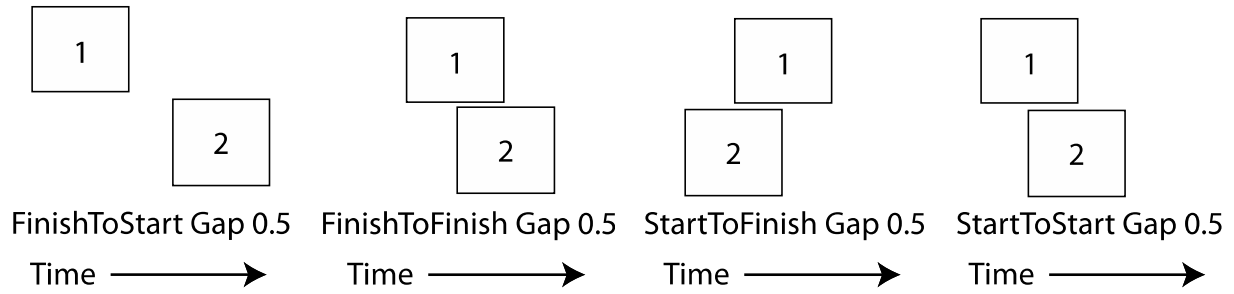 1
2
FinishToStart Gap 0.5
Time
1
2
FinishToFinish Gap 0.5
Time
1
2
StartToFinish Gap 0.5
Time
1
2
StartToStart Gap 0.5
Time